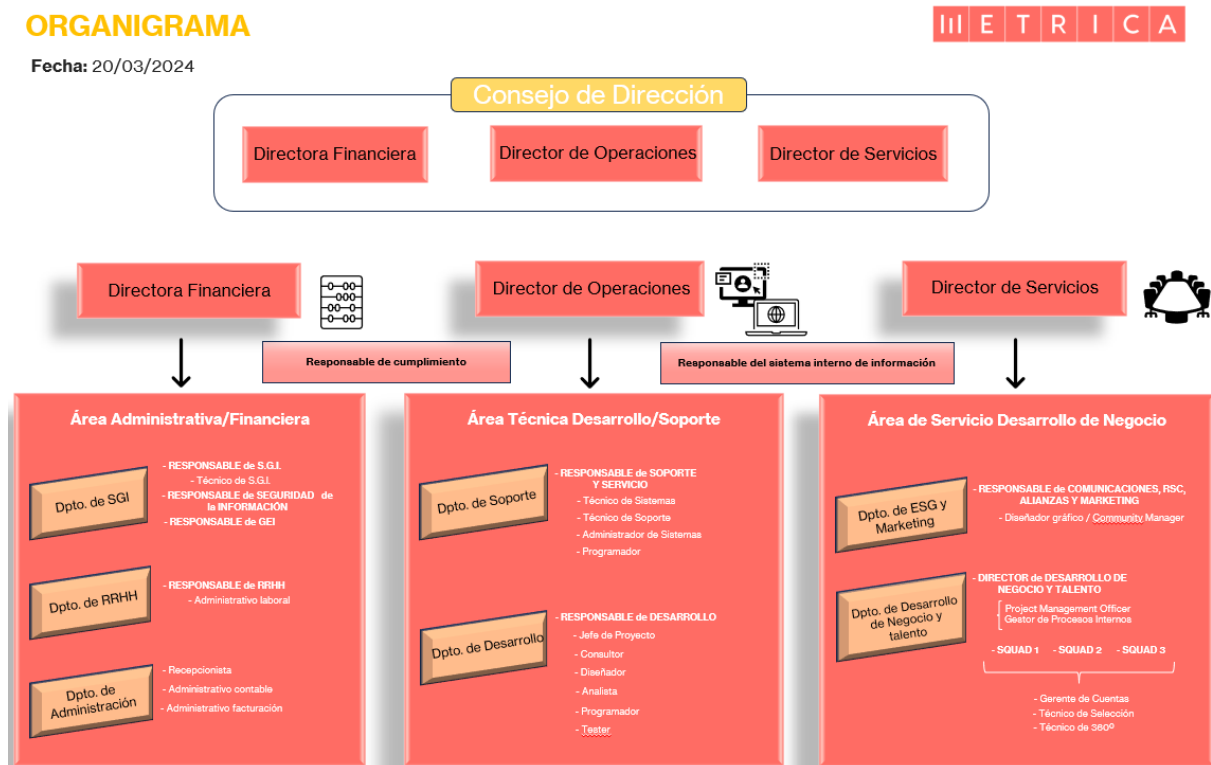 ORGANIGRAMA
METRICA
Fecha: 20/03/2024
Consejo de Dirección
Directora Financiera
Director de Operaciones
Director de Servicios
Directora Financiera
Director de Operaciones
Director de Servicios
Responsable de cumplimiento
Responsable del sistema interno de información
Área Administrativa/Financiera
Dpto. de SGI
- RESPONSABLE de S.G.I.
- Técnico de S.G.I.
- RESPONSABLE de SEGURIDAD de
la INFORMACIÓN
- RESPONSABLE de GEI
Dpto. de RRHH
- RESPONSABLE de RRHH
- Administrativo laboral
Dpto. de
Administración
- Recepcionista
- Administrativo contable
- Administrativo facturación
Área Técnica Desarrollo/Soporte
Dpto. de Soporte
- RESPONSABLE de SOPORTE
Y SERVICIO
- Técnico de Sistemas
- Técnico de Soporte
- Administrador de Sistemas
- Programador
Dpto. de Desarrollo
- RESPONSABLE de DESARROLLO
- Jefe de Proyecto
- Consultor
- Diseñador
- Analista
- Programador
- Tester
Área de Servicio Desarrollo de Negocio
Dpto. de ESG y
Marketing
- RESPONSABLE de COMUNICACIONES, RSC,
ALIANZAS Y MARKETING
- Diseñador gráfico / Community Manager
Dpto. de Desarrollo
de Negocio y
talento
- DIRECTOR de DESARROLLO DE
NEGOCIO Y TALENTO
Project Management Officer
Gestor de Procesos Internos
- SQUAD 1 - SQUAD 2 - SQUAD 3
- Gerente de Cuentas
- Técnico de Selección
- Técnico de 360º